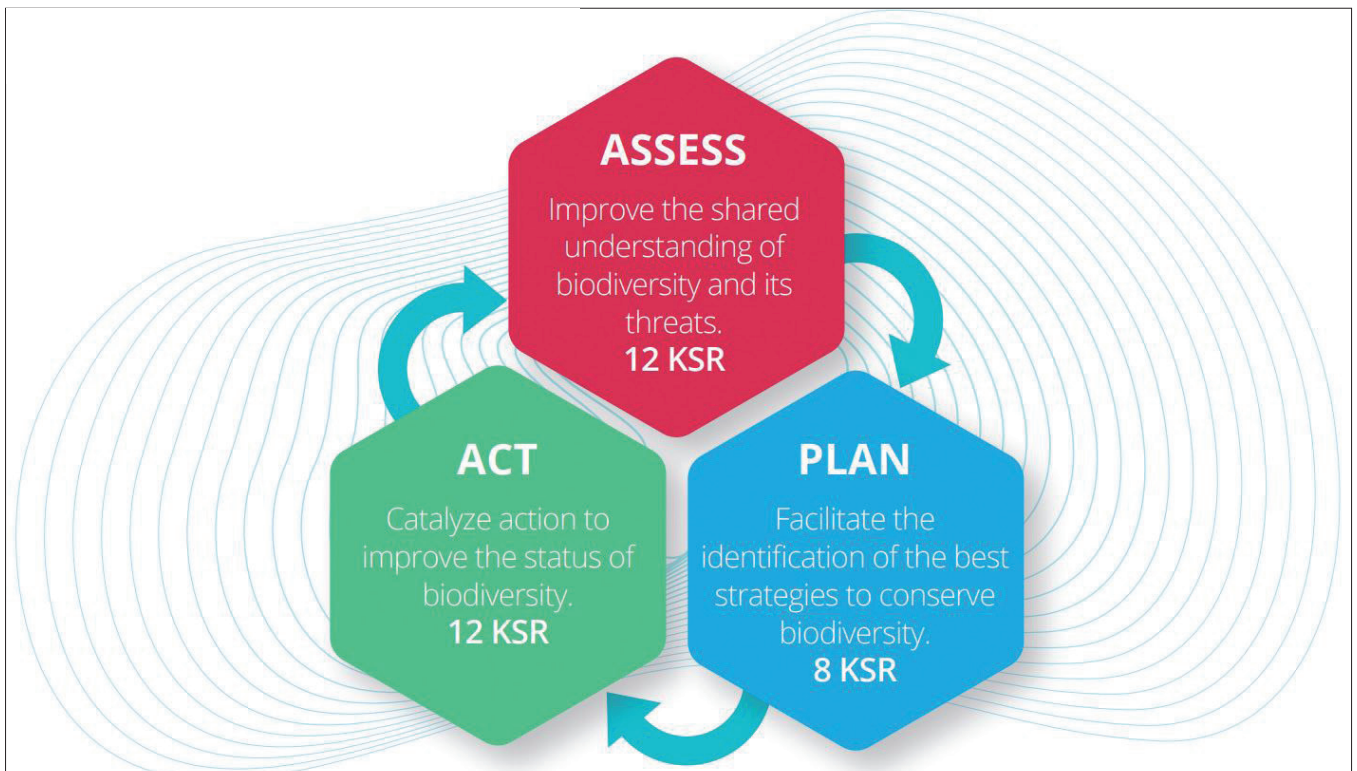 ASSESS
Improve the shared
understanding of
biodiversity and its
threats.
12 KSR
ACT
Catalyze action to
improve the status of
biodiversity.
12 KSR
PLAN
Facilitate the
identification of the best
strategies to conserve
biodiversity.
8 KSR